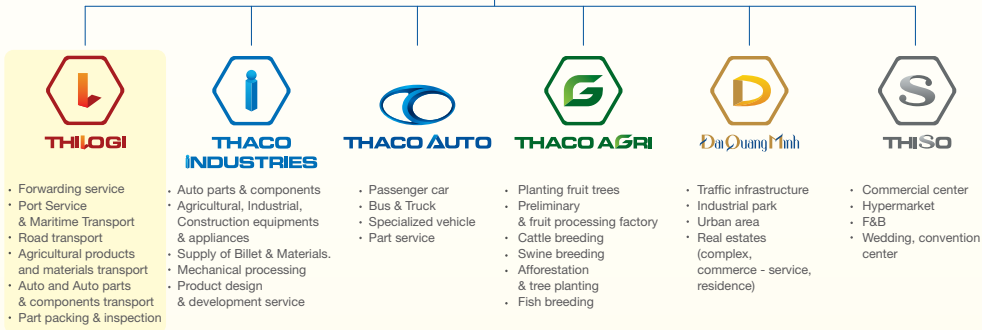 THILOGI
• Forwarding service
• Port Service
& Maritime Transport
• Road transport
• Agricultural products
and materials transport
• Auto and Auto parts
& components transport
• Part packing & inspection
THACO
INDUSTRIES
• Auto parts & components
• Agricultural, Industrial,
Construction equipments
& appliances
• Supply of Billet & Materials.
• Mechanical processing
• Product design
& development service
THACO AUTO
• Passenger car
• Bus & Truck
• Specialized vehicle
• Part service
G
THACO AGRI
• Planting fruit trees
• Preliminary
& fruit processing factory
• Cattle breeding
• Swine breeding
• Afforestation
& tree planting
• Fish breeding
D
Đại Quang Minh
• Traffic infrastructure
• Industrial park
• Urban area
• Real estates
(complex,
commerce - service,
residence)
S
THISO
• Commercial center
• Hypermarket
• F&B
• Wedding, convention
center